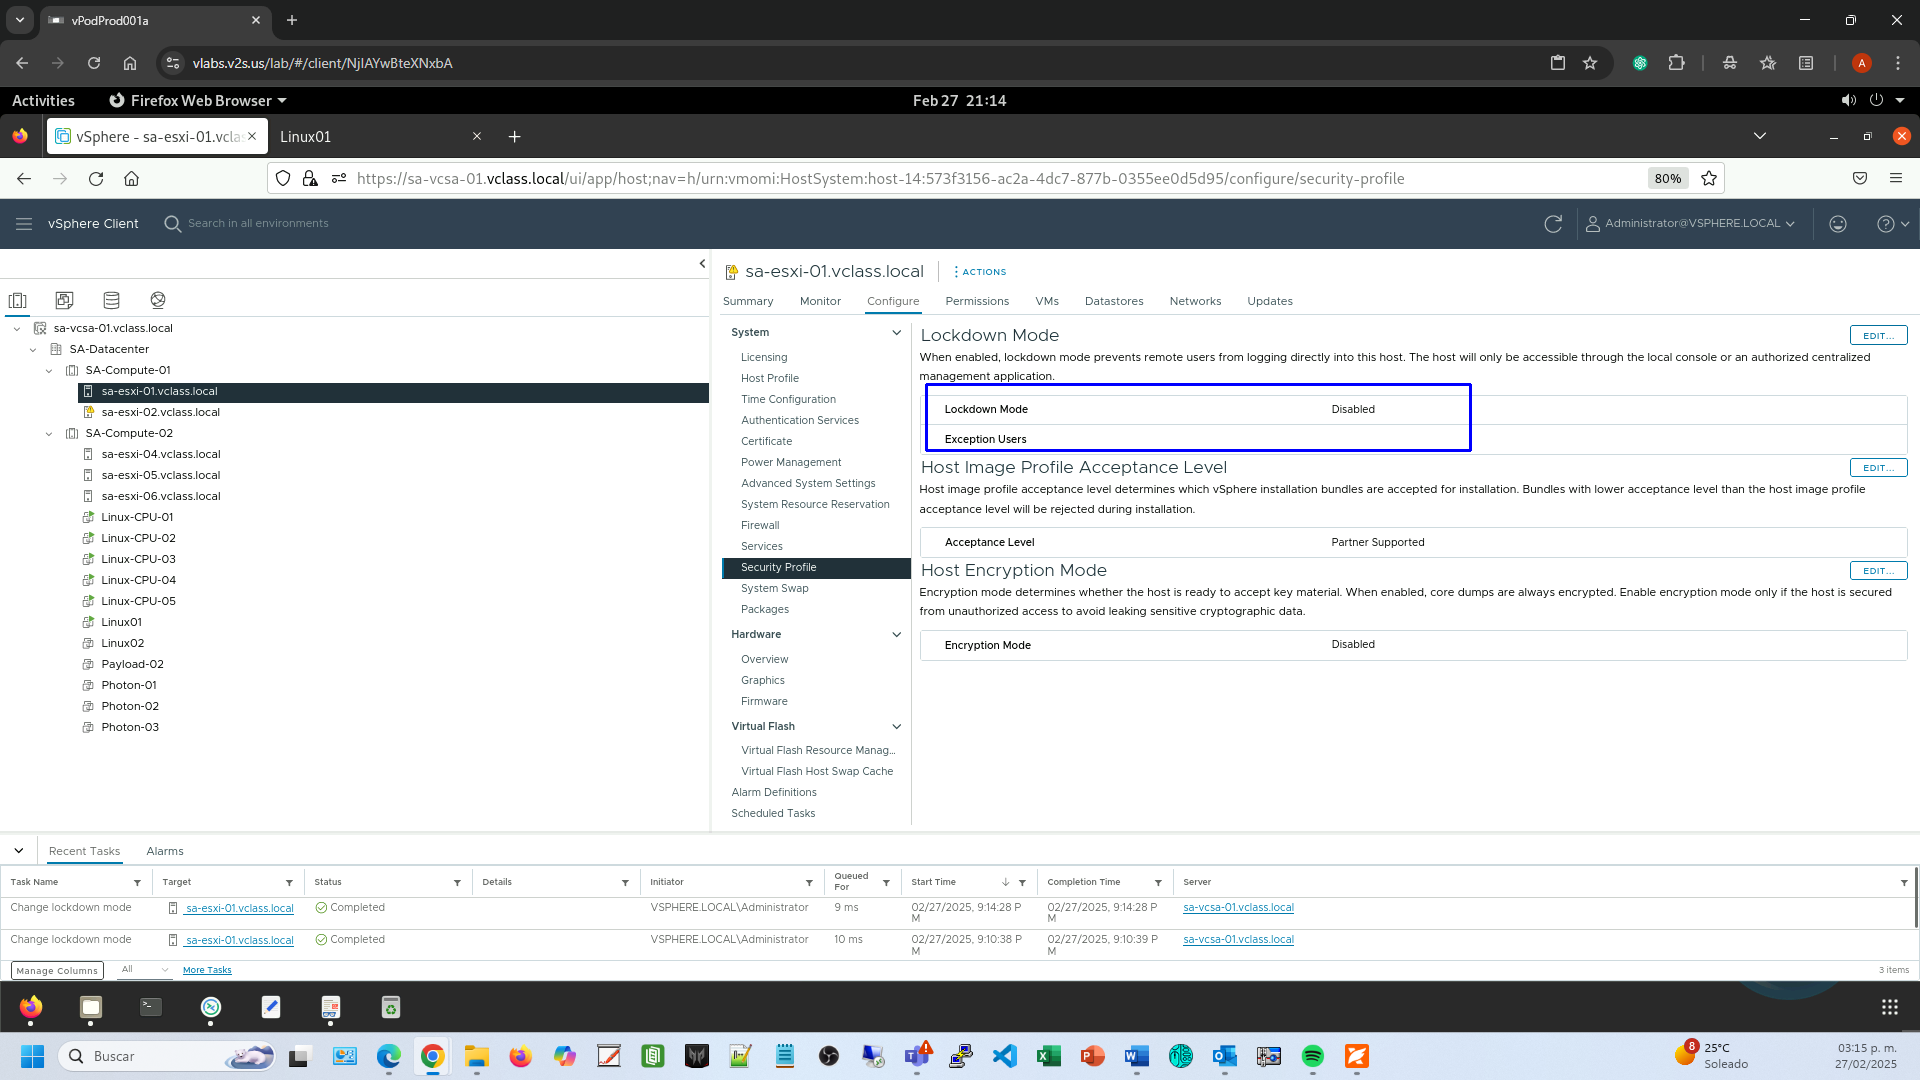 vPodProd001a
vlabs.v2s.us/lab/#/client/NjIAYwBteXNxbA
A
Activities
Firefox Web Browser
Feb 27 21:14
vSphere - sa-esxi-01.vcla
Linux01
https://sa-vcsa-01.vclass.local/ui/app/host;nav=h/urn:vmomi:HostSystem:host-14:573f3156-ac2a-4dc7-877b-0355ee0d5d95/configure/security-profile
80%
vSphere Client
Search in all environments
Administrator@VSPHERE.LOCAL
sa-vcsa-01.vclass.local
SA-Datacenter
SA-Compute-01
sa-esxi-01.vclass.local
sa-esxi-02.vclass.local
SA-Compute-02
sa-esxi-04.vclass.local
sa-esxi-05.vclass.local
sa-esxi-06.vclass.local
Linux-CPU-01
Linux-CPU-02
Linux-CPU-03
Linux-CPU-04
Linux-CPU-05
Linux01
Linux02
Payload-02
Photon-01
Photon-02
Photon-03
sa-esxi-01.vclass.local
ACTIONS
Summary Monitor Configure Permissions VMs Datastores Networks Updates
System
Licensing
Host Profile
Time Configuration
Authentication Services
Certificate
Power Management
Advanced System Settings
System Resource Reservation
Firewall
Services
Security Profile
System Swap
Packages
Hardware
Overview
Graphics
Firmware
Virtual Flash
Virtual Flash Resource Manag...
Virtual Flash Host Swap Cache
Alarm Definitions
Scheduled Tasks
Lockdown Mode
EDIT...
When enabled, lockdown mode prevents remote users from logging directly into this host. The host will only be accessible through the local console or an authorized centralized
management application.
Lockdown Mode Disabled
Exception Users
Host Image Profile Acceptance Level
EDIT...
Host image profile acceptance level determines which vSphere installation bundles are accepted for installation. Bundles with lower acceptance level than the host image profile
acceptance level will be rejected during installation.
Acceptance Level Partner Supported
Host Encryption Mode
EDIT...
Encryption mode determines whether the host is ready to accept key material. When enabled, core dumps are always encrypted. Enable encryption mode only if the host is secured
from unauthorized access to avoid leaking sensitive cryptographic data.
Encryption Mode Disabled
Recent Tasks Alarms
Task Name Target Status Details Initiator Queued For Start Time Completion Time Server
Change lockdown mode sa-esxi-01.vclass.local Completed VSPHERE.LOCAL\Administrator 9 ms 02/27/2025, 9:14:28 PM 02/27/2025, 9:14:28 PM sa-vcsa-01.vclass.local
Change lockdown mode sa-esxi-01.vclass.local Completed VSPHERE.LOCAL\Administrator 10 ms 02/27/2025, 9:10:38 PM 02/27/2025, 9:10:39 PM sa-vcsa-01.vclass.local
Manage Columns All More Tasks 3 items
Buscar
8
25°C
Soleado
03:15 p. m.
27/02/2025